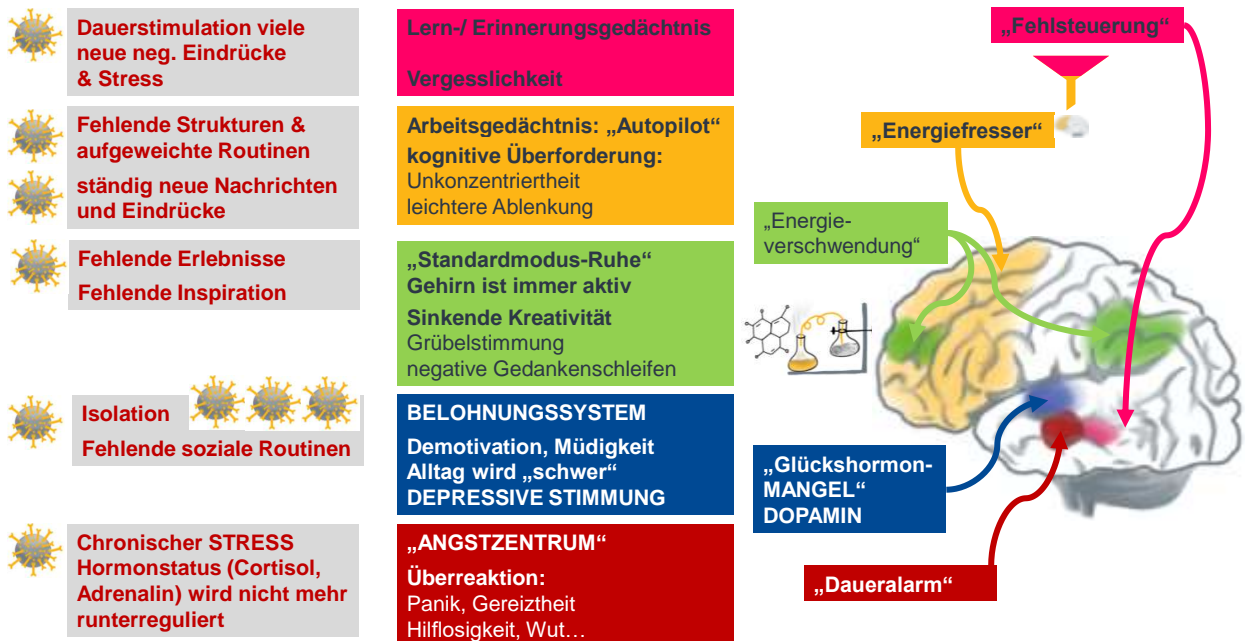 Dauerstimulation viele
neue neg. Eindrücke
& Stress
Lern-/ Erinnerungsgedächtnis
Vergesslichkeit
„Fehlsteuerung“
Fehlende Strukturen &
aufgeweichte Routinen
ständig neue Nachrichten
und Eindrücke
Arbeitsgedächtnis: „Autopilot“
kognitive Überforderung:
Unkonzentriertheit
leichtere Ablenkung
„Energiefresser“
Fehlende Erlebnisse
Fehlende Inspiration
„Standardmodus-Ruhe“
Gehirn ist immer aktiv
Sinkende Kreativität
Grübelstimmung
negative Gedankenschleifen
„Energie-
verschwendung“
Isolation
Fehlende soziale Routinen
BELOHNUNGSSYSTEM
Demotivation, Müdigkeit
Alltag wird „schwer“
DEPRESSIVE STIMMUNG
„Glückshormon-
MANGEL“
DOPAMIN
Chronischer STRESS
Hormonstatus (Cortisol,
Adrenalin) wird nicht mehr
runterreguliert
„ANGSTZENTRUM“
Überreaktion:
Panik, Gereiztheit
Hilflosigkeit, Wut…
„Daueralarm“